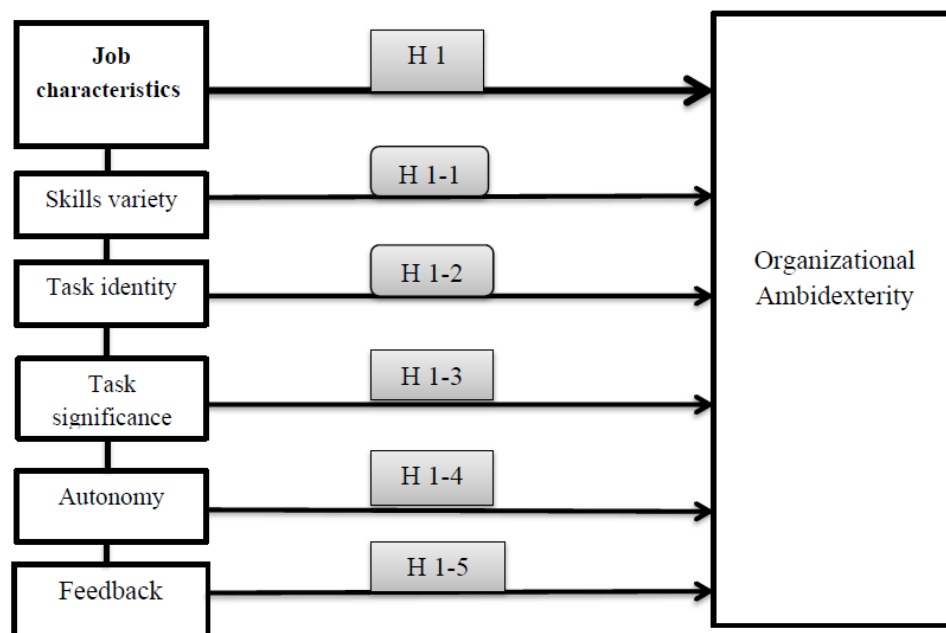 Job
characteristics
H 1
Skills variety
H 1-1
Task identity
H 1-2
Organizational
Ambidexterity
Task
significance
H 1-3
Autonomy
H 1-4
Feedback
H 1-5